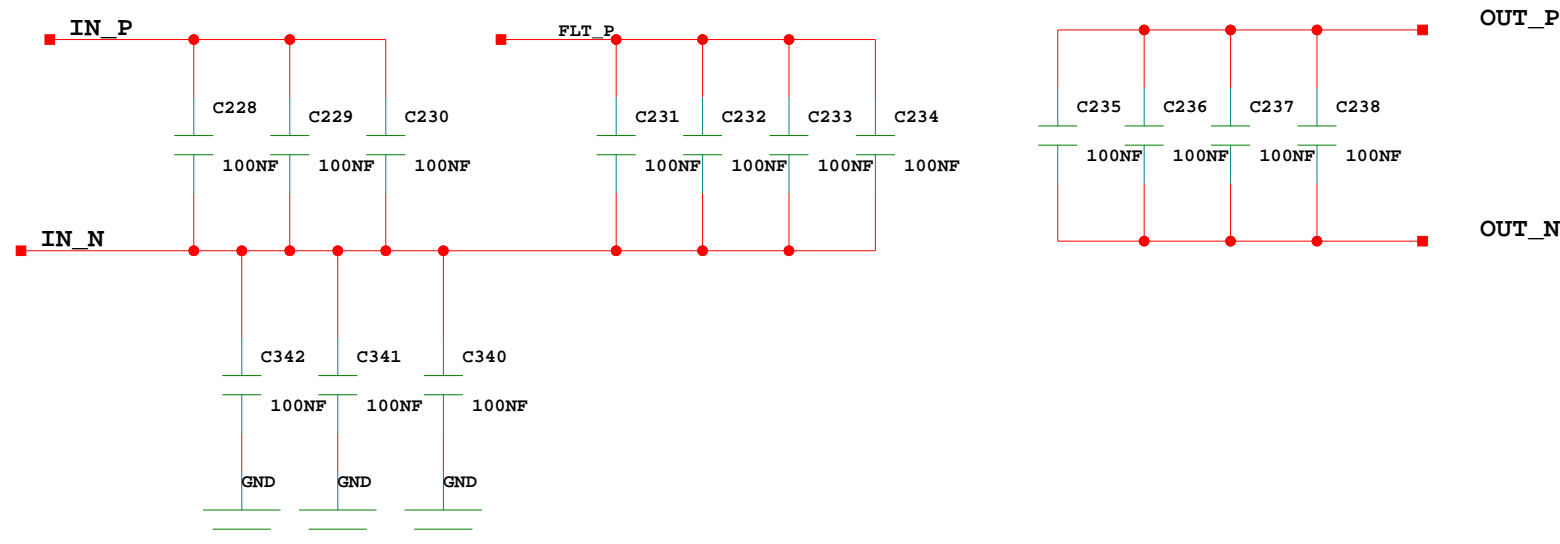 IN_P
FLT_P
OUT_P
C228
C229
C230
C231
C232
C233
C234
C235
C236
C237
C238
100NF
100NF
100NF
100NF
100NF
100NF
100NF
100NF
100NF
100NF
100NF
IN_N
OUT_N
C342
C341
C340
100NF
100NF
100NF
GND
GND
GND